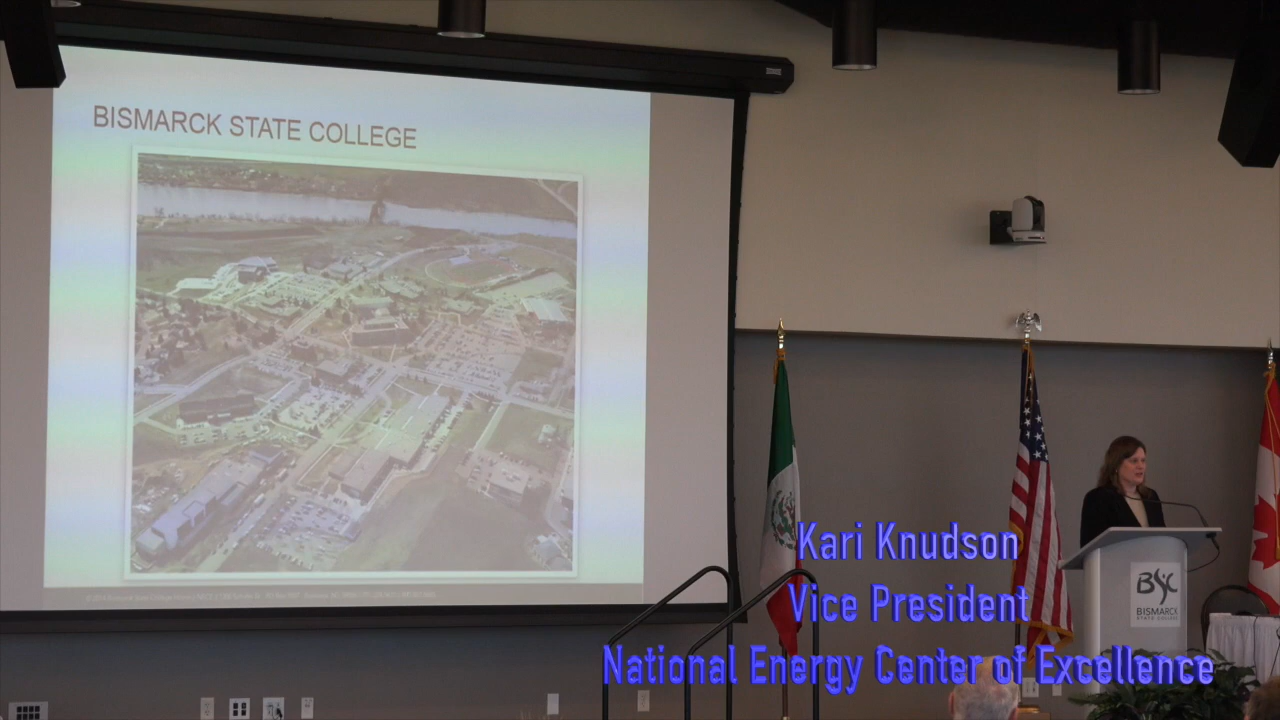 BISMARCK STATE COLLEGE
Kari Knudson
Vice President
National Energy Center of Excellence
BSC
BISMARCK
STATE COLLEGE